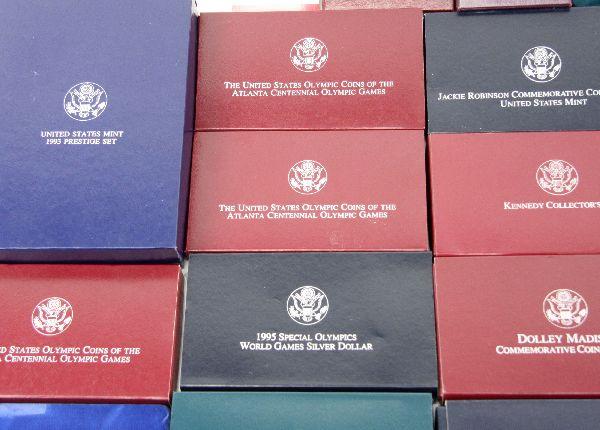 UNITED STATES MINT
1993 PRESTIGE SET
THE UNITED STATES OLYMPIC COINS OF THE
ATLANTA CENTENNIAL OLYMPIC GAMES
JACKIE ROBINSON COMMEMORATIVE
UNITED STATES MINT
THE UNITED STATES OLYMPIC COINS OF THE
ATLANTA CENTENNIAL OLYMPIC GAMES
KENNEDY COLLECTOR'S
STATES OLYMPIC COINS OF THE
CENTENNIAL OLYMPIC GAMES
1995 SPECIAL OLYMPICS
WORLD GAMES SILVER DOLLAR
DOLLEY MADIS
COMMEMORATIVE COIN